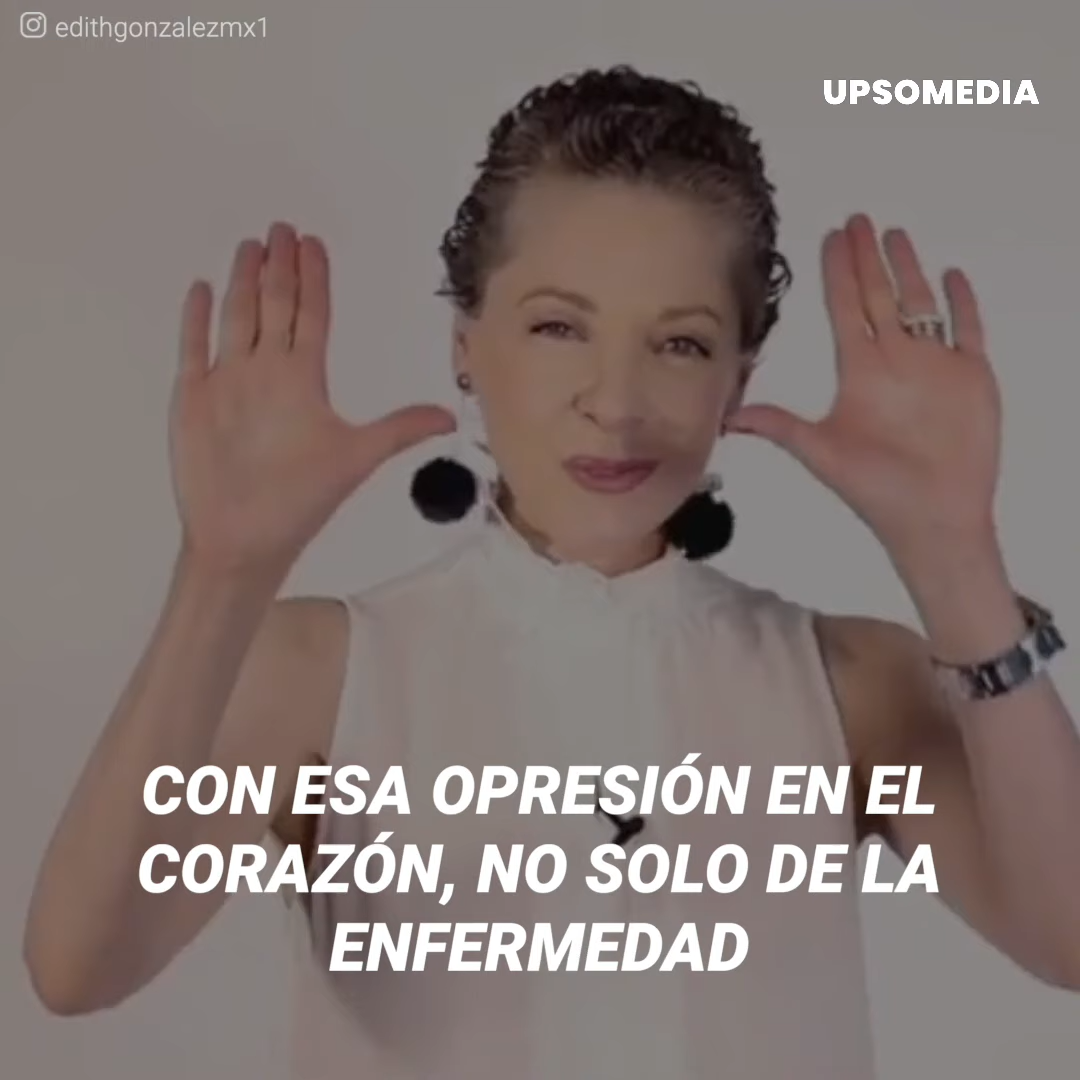 edithgonzalezmx1
UPSOMEDIA
CON ESA OPRESIÓN EN EL
CORAZÓN, NO SOLO DE LA
ENFERMEDAD